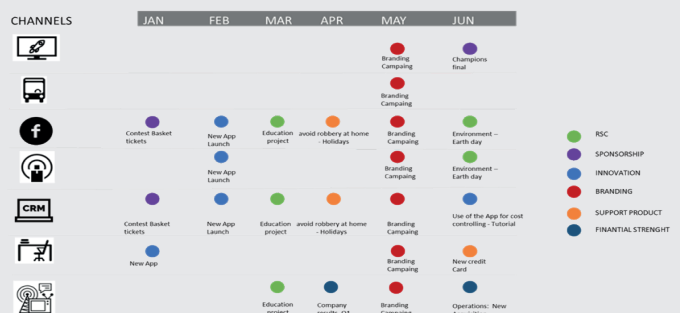 CHANNELS JAN FEB MAR APR MAY JUN
Branding
Campaing
Champions
final
Branding
Campaing
f
Contest Basket
tickets
New App
Launch
Education
project
avoid robbery at home
- Holidays
Branding
Campaing
Environment –
Earth day
New App
Launch
Branding
Campaing
Environment –
Earth day
CRM
Contest Basket
tickets
New App
Launch
Education
project
avoid robbery at home
- Holidays
Branding
Campaing
Use of the App for cost
controlling - Tutorial
New App
Branding
Campaing
New credit
Card
Education
project
Company
results
Branding
Campaing
Operations: New
RSC
SPONSORSHIP
INNOVATION
BRANDING
SUPPORT PRODUCT
FINANTIAL STRENGHT